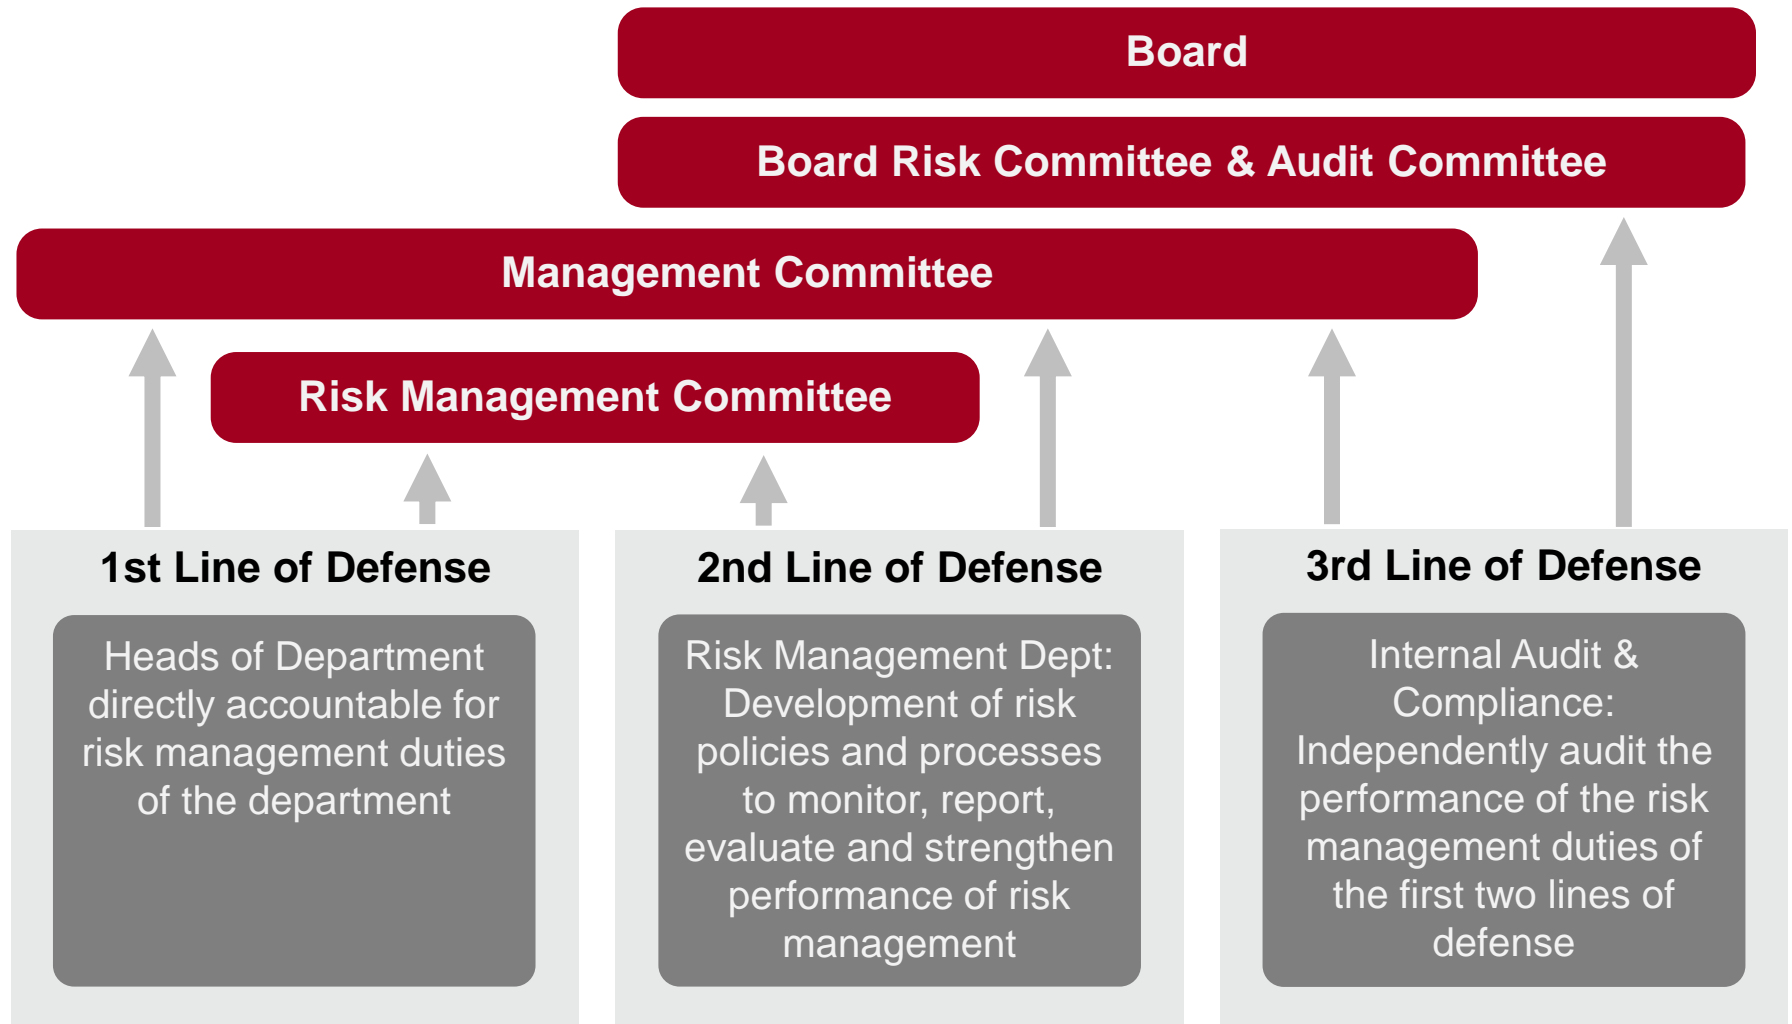 Board
Board Risk Committee & Audit Committee
Management Committee
Risk Management Committee
1st Line of Defense
Heads of Department
directly accountable for
risk management duties
of the department
2nd Line of Defense
Risk Management Dept:
Development of risk
policies and processes
to monitor, report,
evaluate and strengthen
performance of risk
management
3rd Line of Defense
Internal Audit &
Compliance:
Independently audit the
performance of the risk
management duties of
the first two lines of
defense